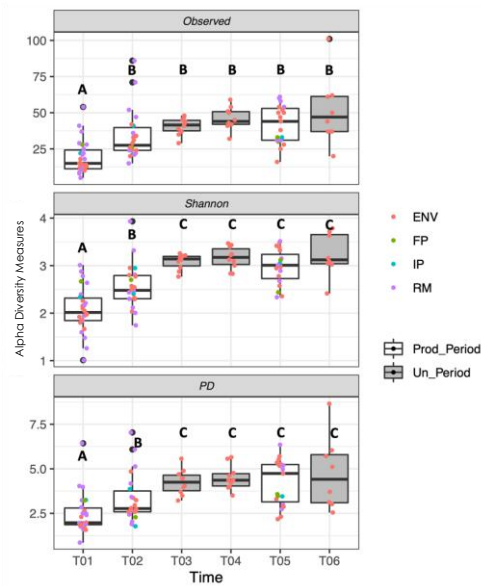 Observed
100
75
50
25
A B B B B B
Shannon
4
3
2
1
A B C C C C
PD
7.5
5.0
2.5
A B C C C C
T01 T02 T03 T04 T05 T06
Time
Alpha Diversity Measures
ENV
FP
IP
RM
Prod_Period
Un_Period